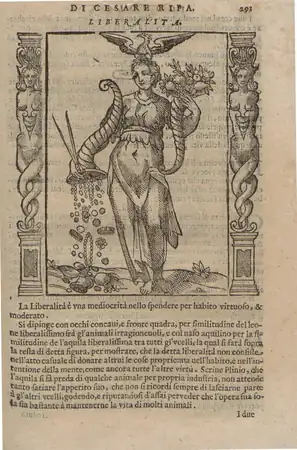 DI CESARE RIPA. 293
LIBERALITA.
La Liberalità è vna mediocrità nello spendere per habito virtuoso, &
moderato.
Si dipinge con occhi concaui, e fronte quadra, per similitudine del leo-
ne liberalissimo frà gl'animali irragioneuoli, e col naso aquilino per la si-
militudine de l'aquila liberalissima tra tutti gl'vcelli, la qual si farà sopra
la testa di detta figura, per mostrare, che la detta liberalità non consiste,
nell'atto casuale di donare altrui le cose proprie,ma nell'habito,e nell'in-
tentione della mente,come ancora tutte l'altre virtù. Scriue Plinio, che
l'aquila si fà preda di qualche animale per propria industria, non attende
tanto satiare l'appetito suo, che non si ricordi sempre di lasciarne parte
à gl'altri vcelli,godendo,e riputandosi d'assai per veder che l'opera sua so-
la sia bastante à mantenerne la vita di molti animali.
I due